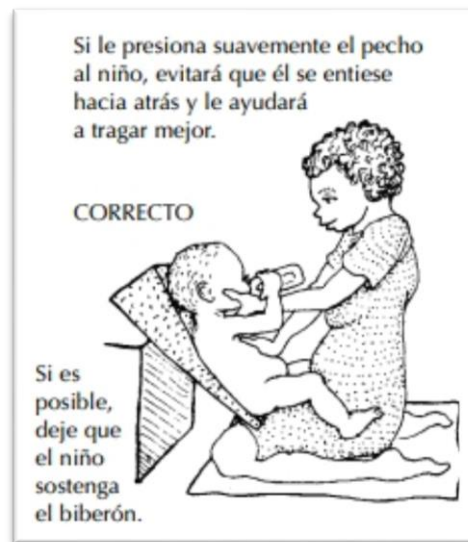 Si le presiona suavemente el pecho
al niño, evitará que él se entiese
hacia atrás y le ayudará
a tragar mejor.
CORRECTO
Si es
posible,
deje que
el niño
sostenga
el biberón.